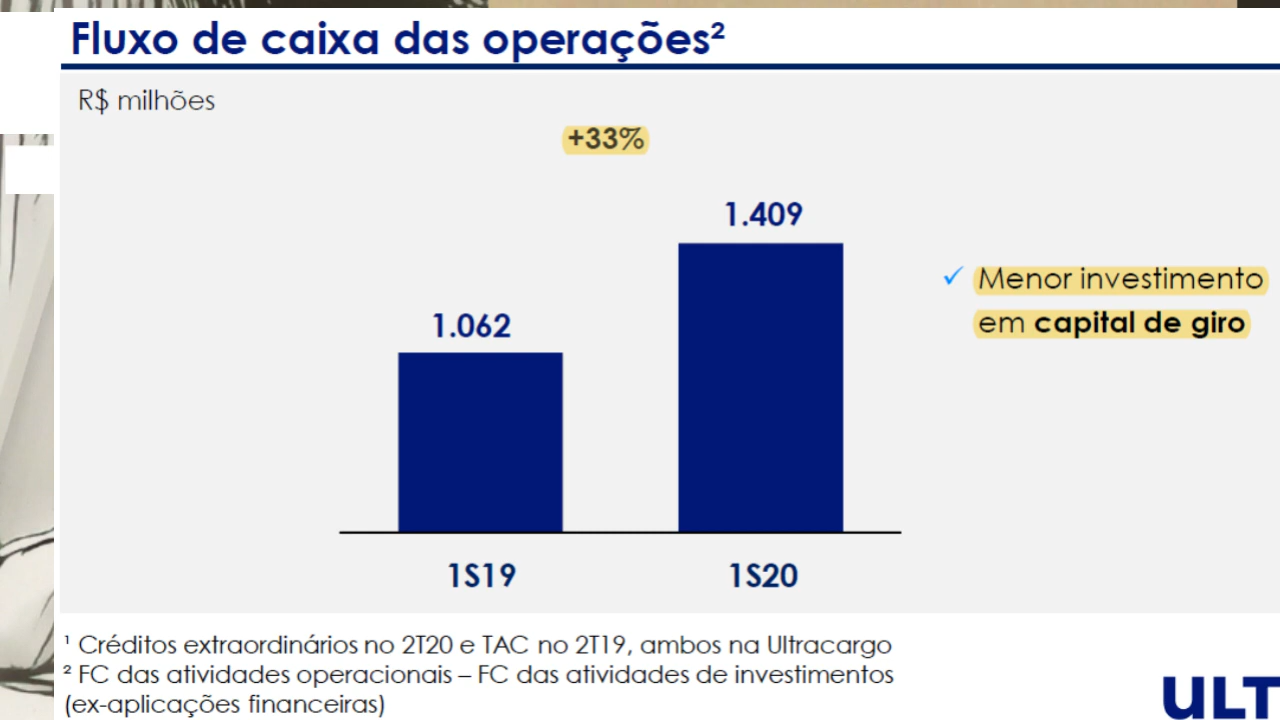 Fluxo de caixa das operações²
R$ milhões
+33%
1.409
1.062
✓ Menor investimento
em capital de giro
1S19 1S20
¹ Créditos extraordinários no 2T20 e TAC no 2T19, ambos na Ultracargo
² FC das atividades operacionais – FC das atividades de investimentos
(ex-aplicações financeiras)
ULT